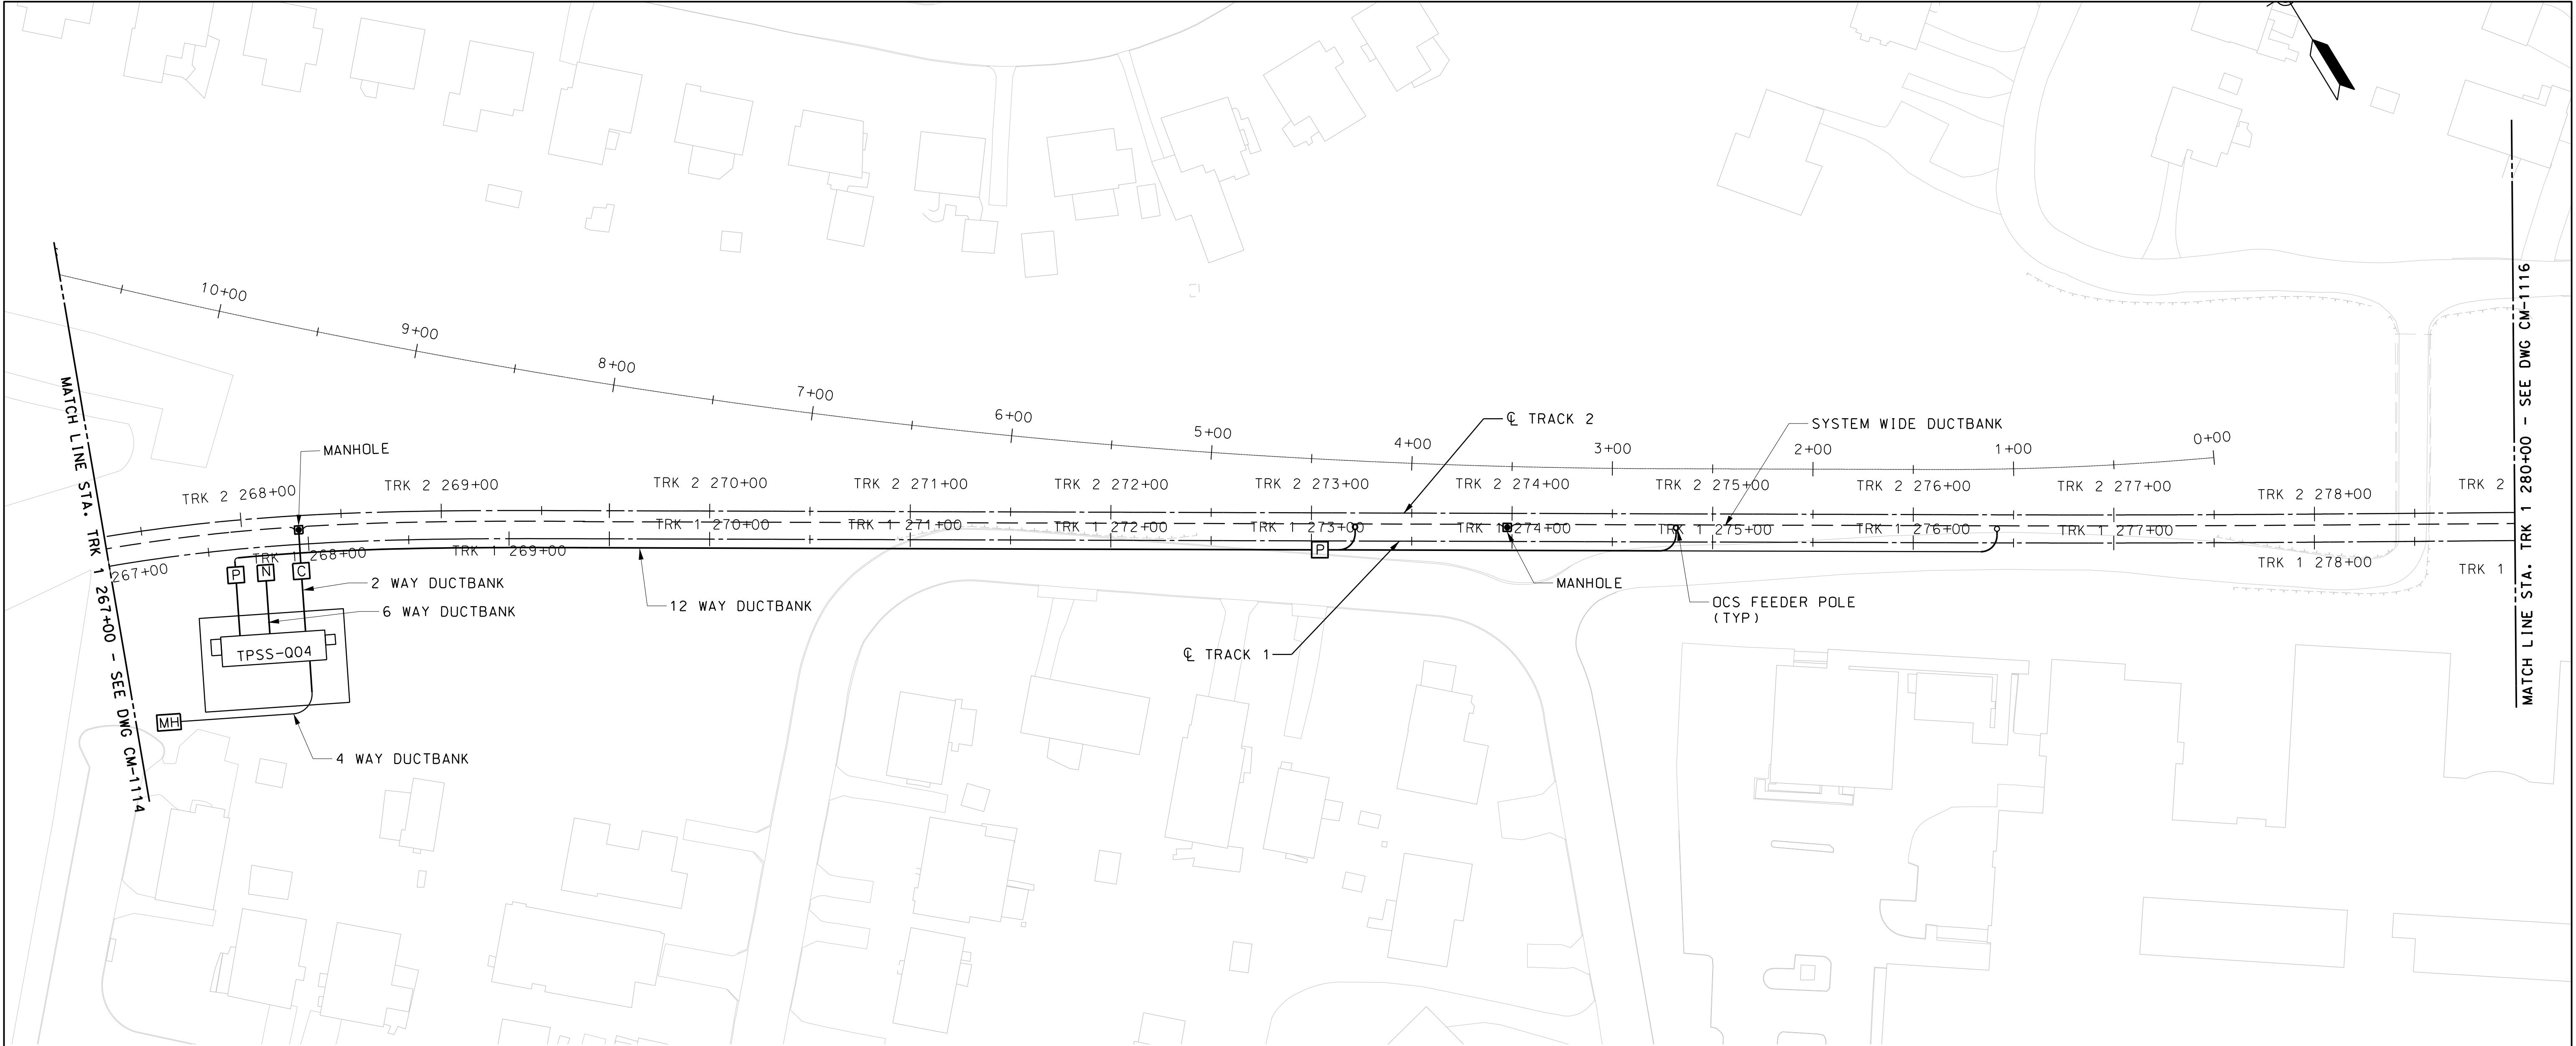 10+00
9+00
8+00
7+00
6+00
5+00
4+00
3+00
2+00
1+00
0+00
℄ TRACK 2
SYSTEM WIDE DUCTBANK
MANHOLE
TRK 2 268+00
TRK 2 269+00
TRK 2 270+00
TRK 2 271+00
TRK 2 272+00
TRK 2 273+00
TRK 2 274+00
TRK 2 275+00
TRK 2 276+00
TRK 2 277+00
TRK 2 278+00
TRK 2
267+00
TRK 1 268+00
TRK 1 269+00
TRK 1 270+00
TRK 1 271+00
TRK 1 272+00
TRK 1 273+00
TRK 1 274+00
TRK 1 275+00
TRK 1 276+00
TRK 1 277+00
TRK 1 278+00
TRK 1
P
N
C
P
2 WAY DUCTBANK
6 WAY DUCTBANK
12 WAY DUCTBANK
MANHOLE
OCS FEEDER POLE
(TYP)
℄ TRACK 1
TPSS-Q04
MH
4 WAY DUCTBANK
MATCH LINE STA. TRK 1 267+00 - SEE DWG CM-1114
MATCH LINE STA. TRK 1 280+00 - SEE DWG CM-1116